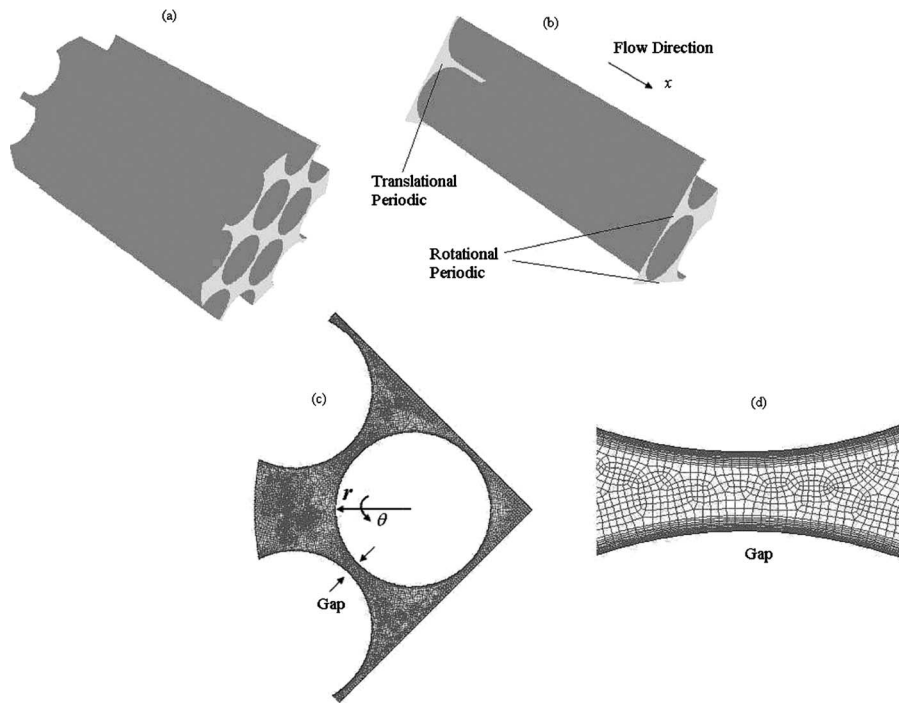 (a)
(b)
Flow Direction
x
Translational
Periodic
Rotational
Periodic
(c)
(d)
r
θ
Gap
Gap